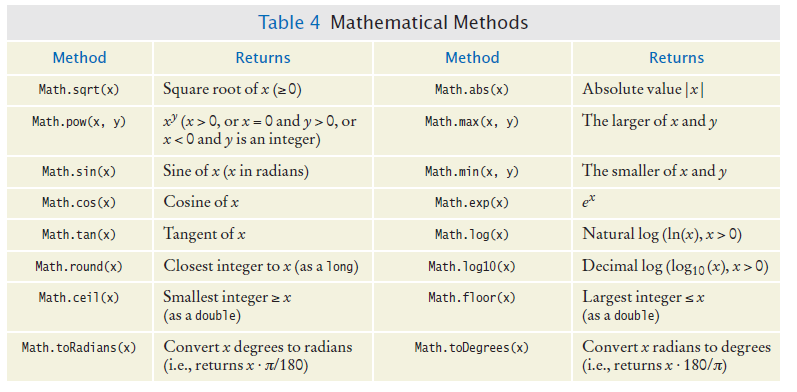 Table 4 Mathematical Methods
Method Returns Method Returns
Math.sqrt(x) Square root of x (≥0) Math.abs(x) Absolute value |x|
Math.pow(x, y) xʸ (x > 0, or x = 0 and y > 0, or Math.max(x, y) The larger of x and y
x < 0 and y is an integer)
Math.sin(x) Sine of x (x in radians) Math.min(x, y) The smaller of x and y
Math.cos(x) Cosine of x Math.exp(x) eˣ
Math.tan(x) Tangent of x Math.log(x) Natural log (ln(x), x > 0)
Math.round(x) Closest integer to x (as a long) Math.log10(x) Decimal log (log₁₀ (x), x > 0)
Math.ceil(x) Smallest integer ≥ x Math.floor(x) Largest integer ≤ x
(as a double) (as a double)
Math.toRadians(x) Convert x degrees to radians Math.toDegrees(x) Convert x radians to degrees
(i.e., returns x · π/180) (i.e., returns x · 180/π)